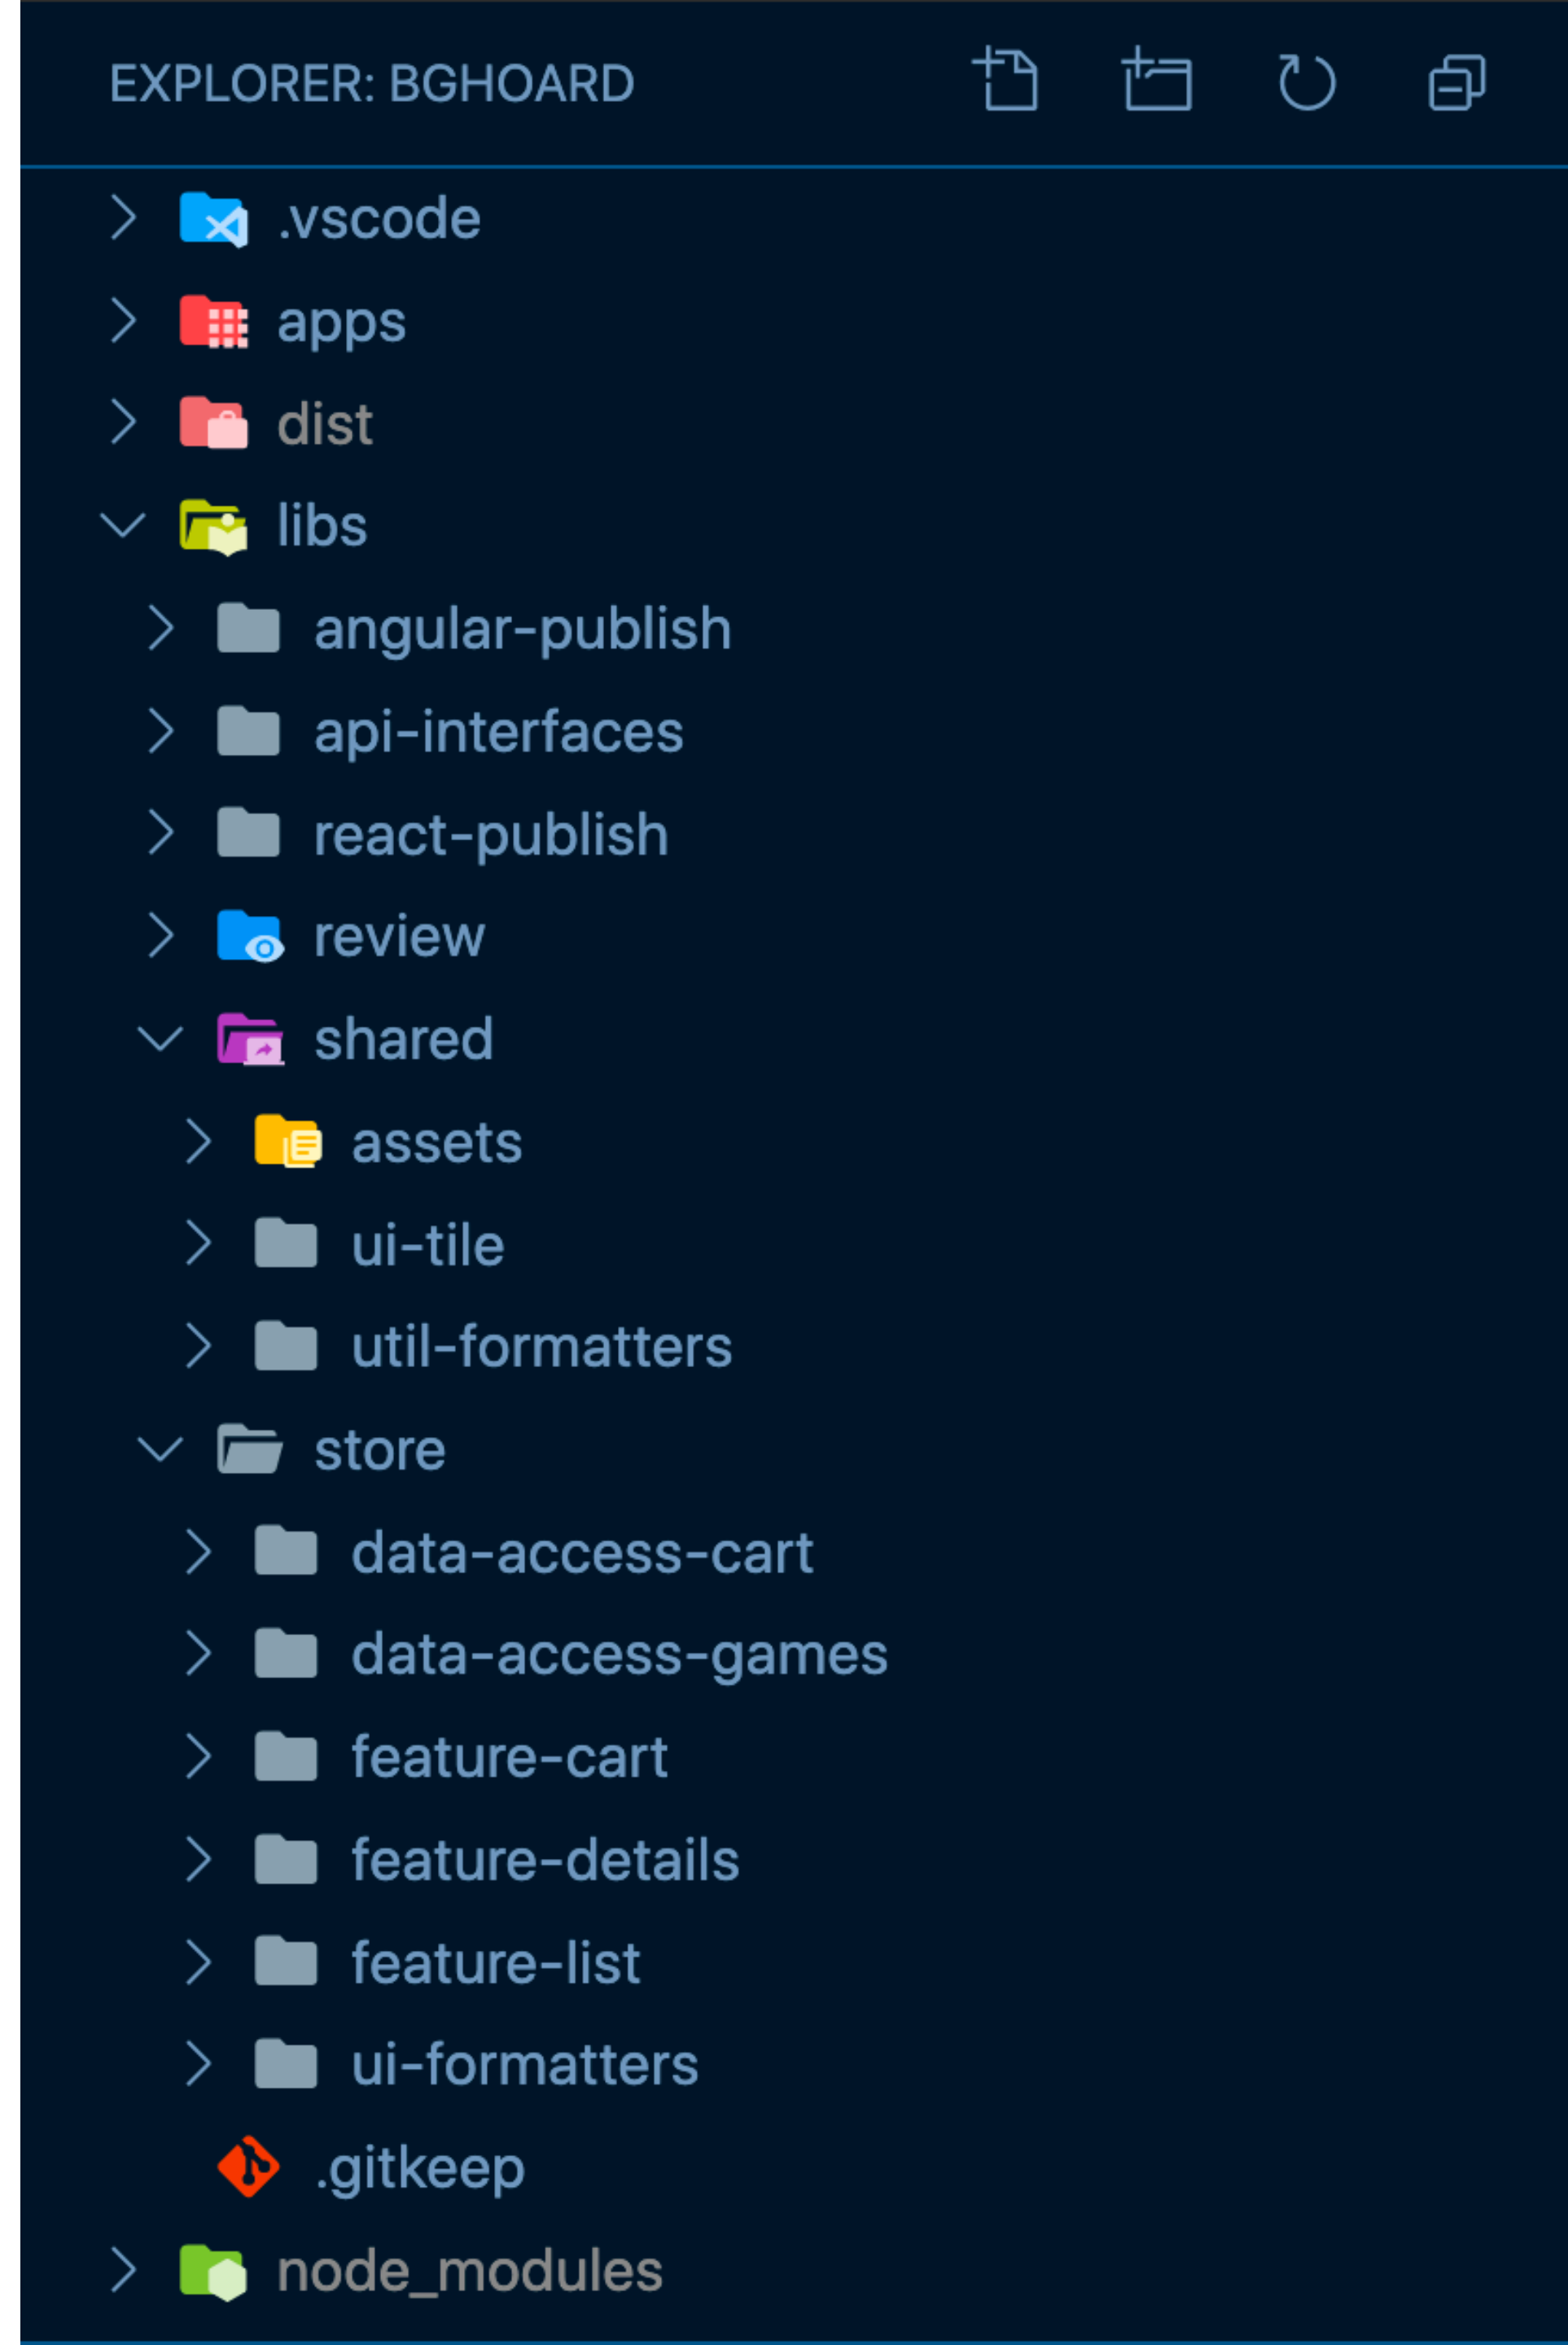 EXPLORER: BGHOARD
.vscode
apps
dist
libs
angular-publish
api-interfaces
react-publish
review
shared
assets
ui-tile
util-formatters
store
data-access-cart
data-access-games
feature-cart
feature-details
feature-list
ui-formatters
.gitkeep
node_modules